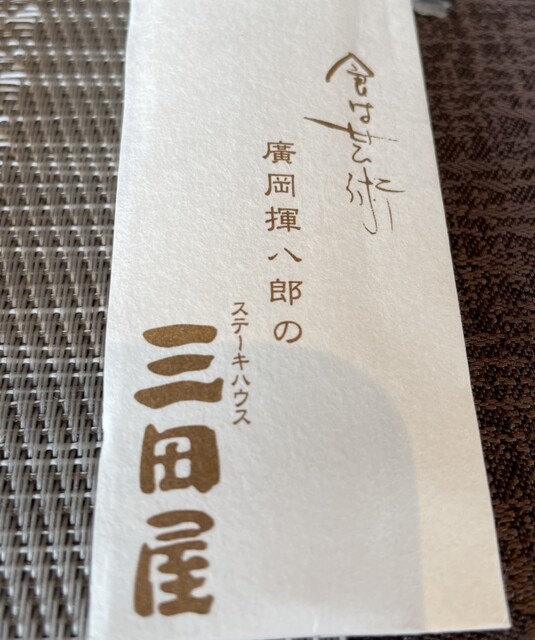 食は芸術
廣岡揮八郎の
ステーキハウス
三田屋